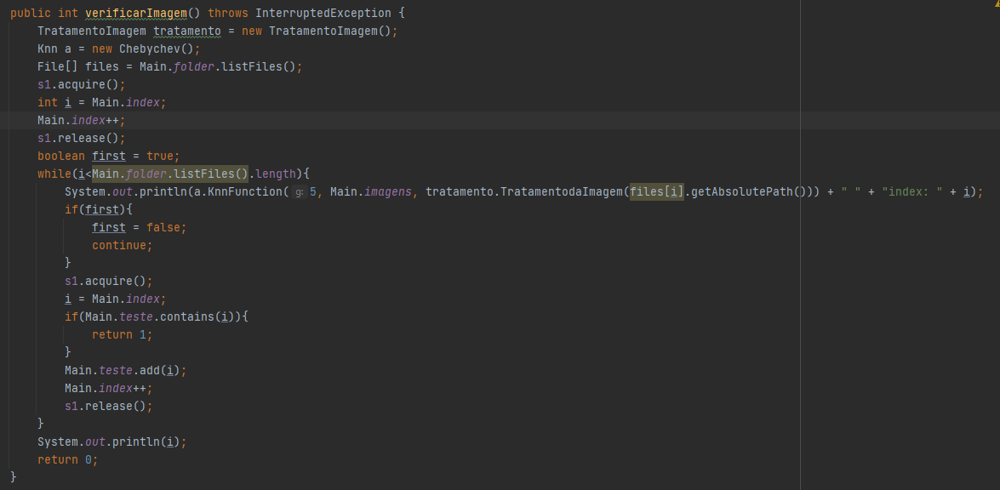 public int verificarImagem() throws InterruptedException {
    TratamentoImagem tratamento = new TratamentoImagem();
    Knn a = new Chebychev();
    File[] files = Main.folder.listFiles();
    s1.acquire();
    int i = Main.index;
    Main.index++;
    s1.release();
    boolean first = true;
    while(i<Main.folder.listFiles().length){
        System.out.println(a.KnnFunction( g: 5, Main.imagens, tratamento.TratamentodaImagem(files[i].getAbsolutePath())) + " " + "index: " + i);
        if(first){
            first = false;
            continue;
        }
        s1.acquire();
        i = Main.index;
        if(Main.teste.contains(i)){
            return 1;
        }
        Main.teste.add(i);
        Main.index++;
        s1.release();
    }
    System.out.println(i);
    return 0;
}